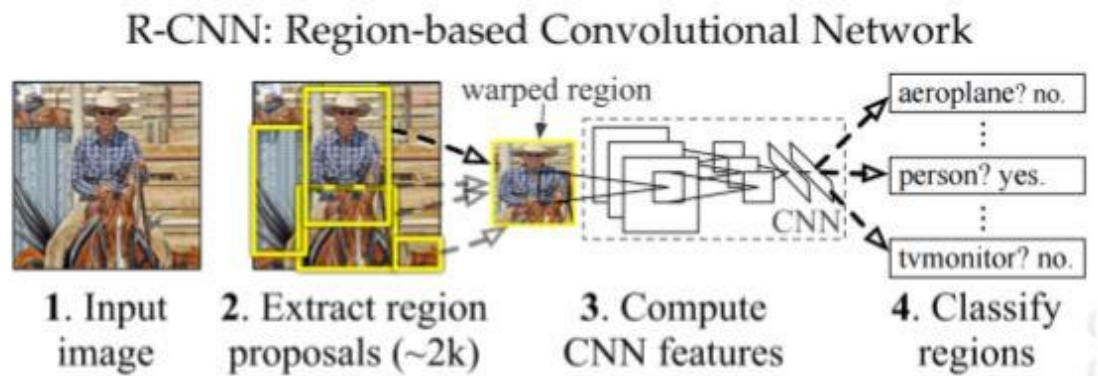 R-CNN: Region-based Convolutional Network
warped region
aeroplane? no.
person? yes.
CNN
tvmonitor? no.
1. Input
image
2. Extract region
proposals (~2k)
3. Compute
CNN features
4. Classify
regions